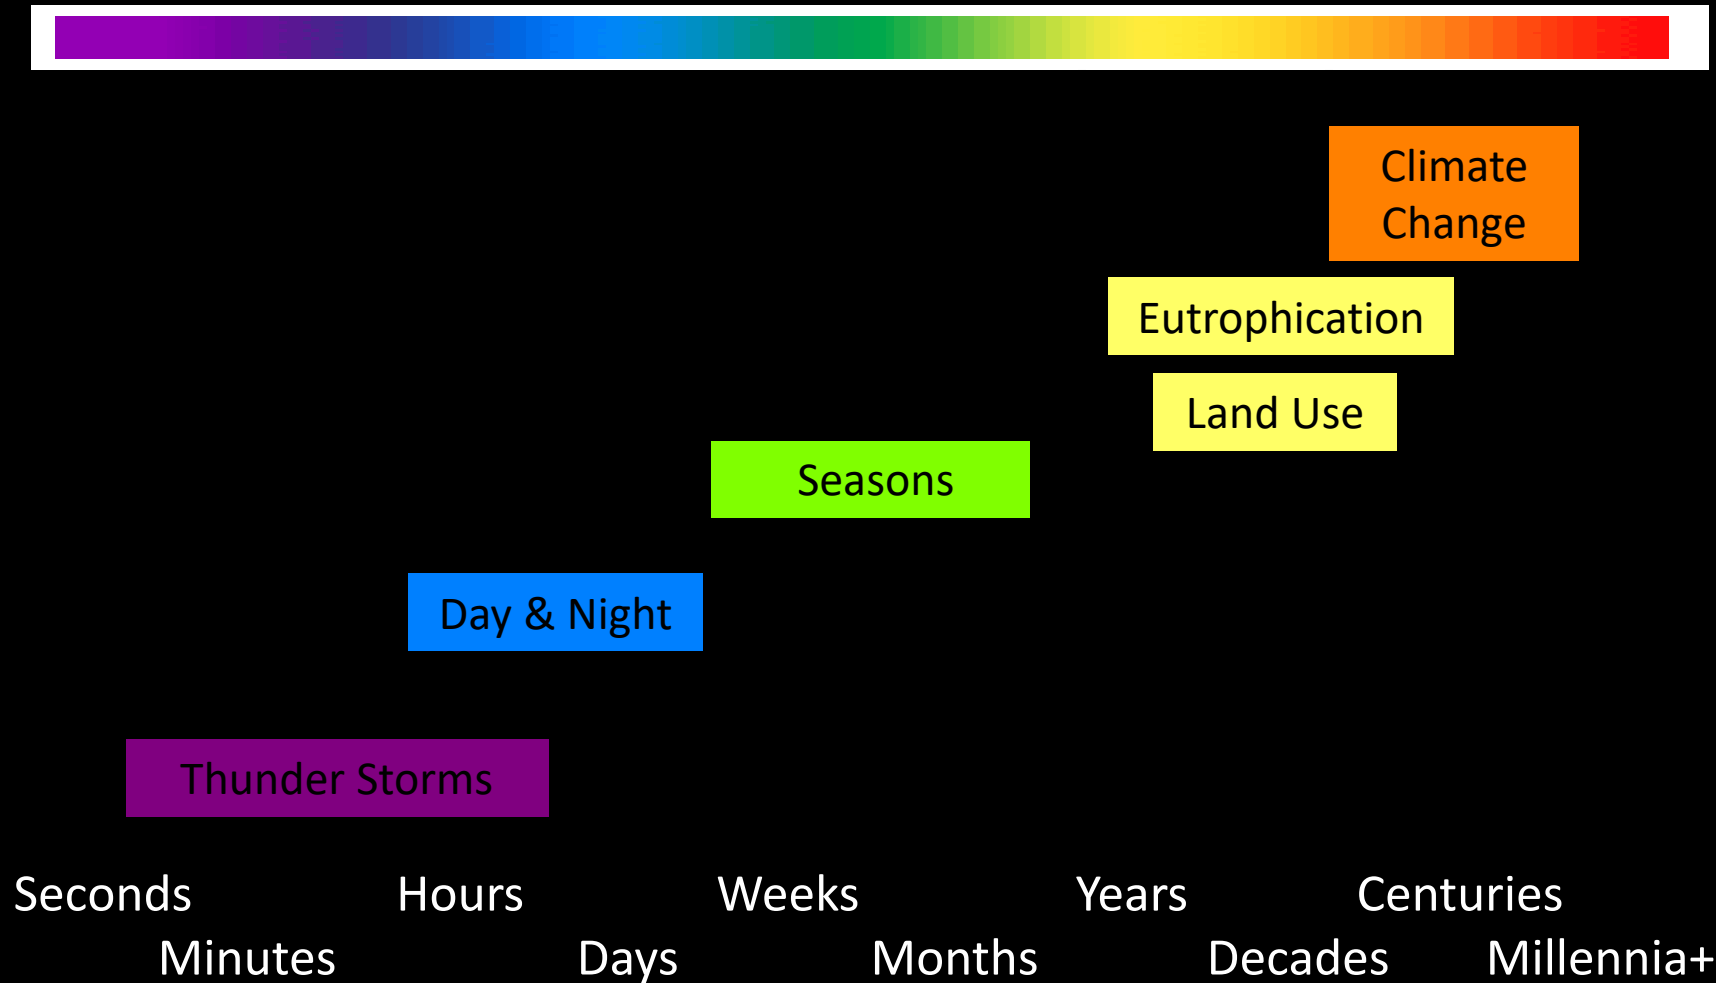 Climate
Change
Eutrophication
Land Use
Seasons
Day & Night
Thunder Storms
Seconds Hours Weeks Years Centuries
Minutes Days Months Decades Millennia+